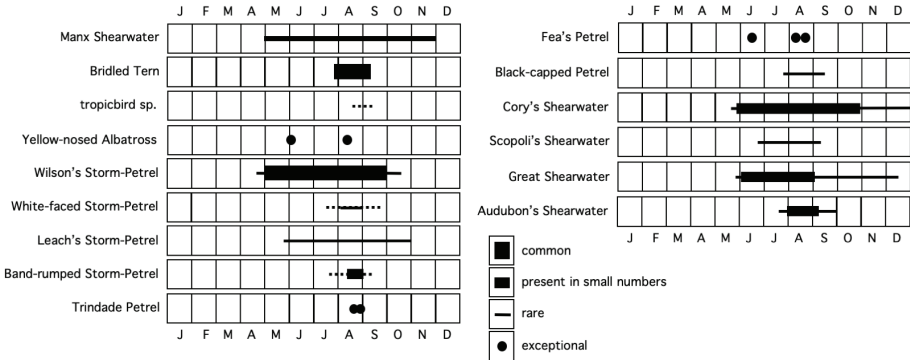 J F M A M J J A S O N D
Manx Shearwater
Bridled Tern
tropicbird sp.
Yellow-nosed Albatross
Wilson's Storm-Petrel
White-faced Storm-Petrel
Leach's Storm-Petrel
Band-rumped Storm-Petrel
Trindade Petrel
J F M A M J J A S O N D
J F M A M J J A S O N D
Fea's Petrel
Black-capped Petrel
Cory's Shearwater
Scopoli's Shearwater
Great Shearwater
Audubon's Shearwater
J F M A M J J A S O N D
common
present in small numbers
rare
exceptional